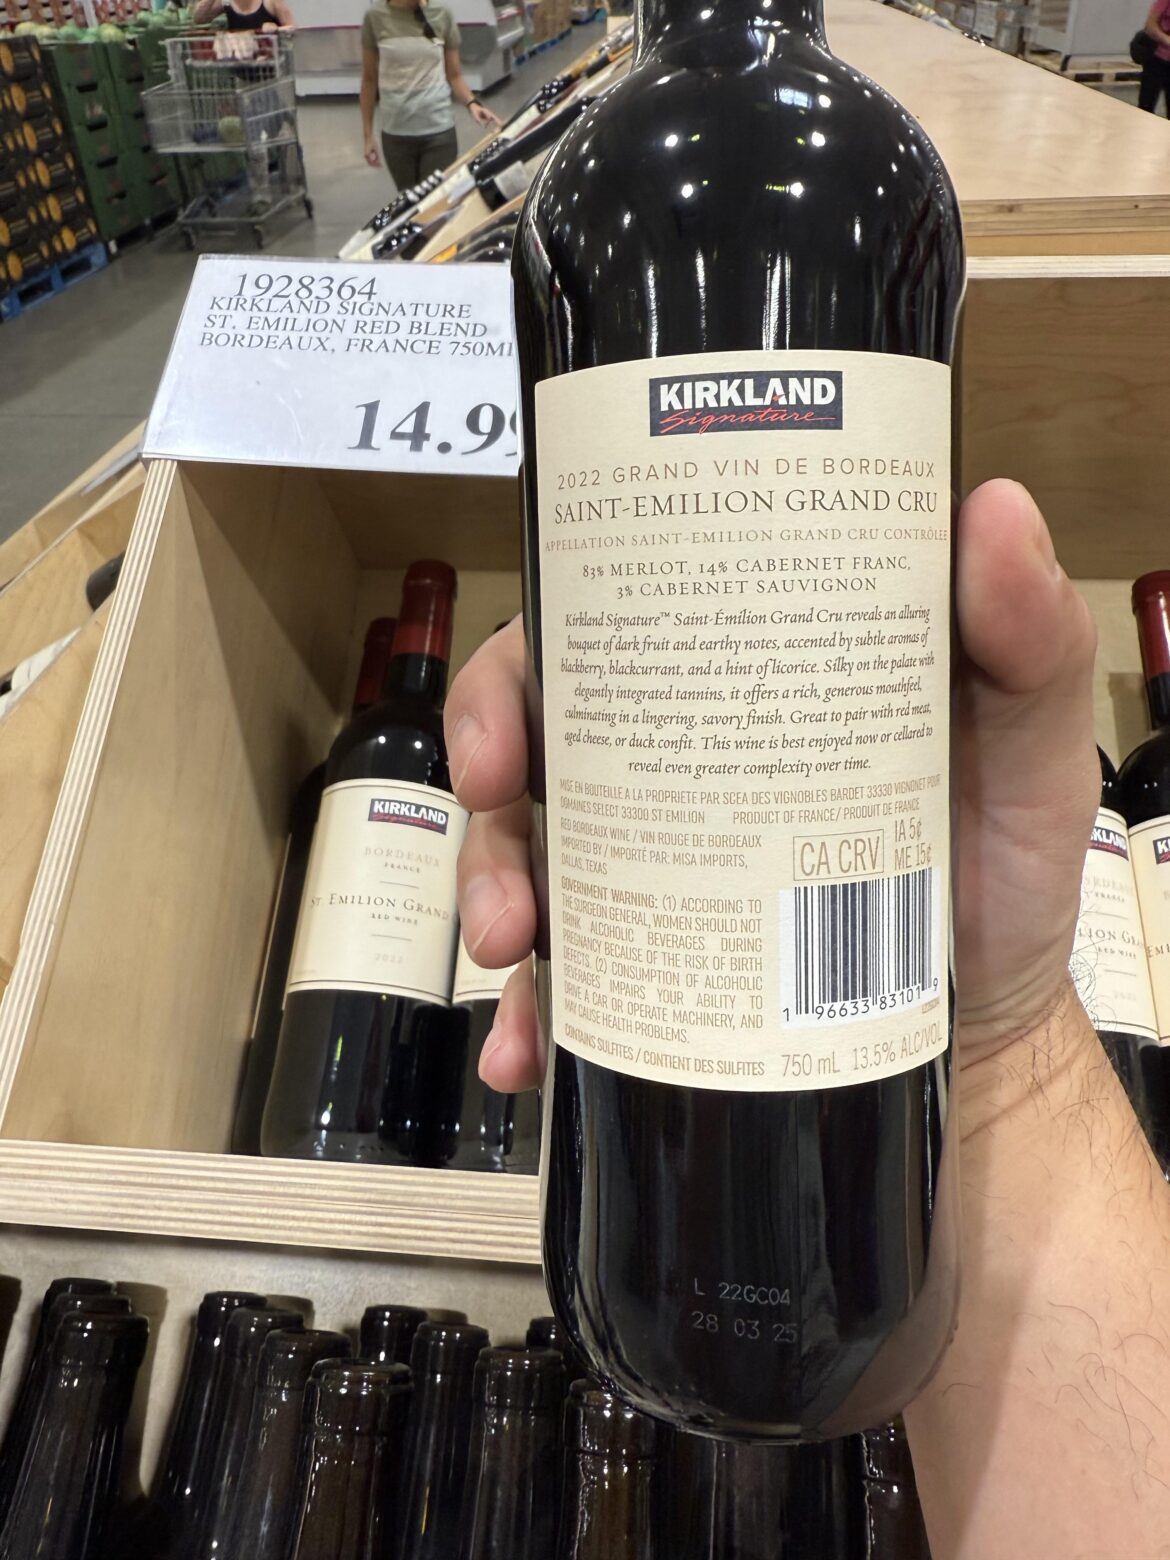 1928364
KIRKLAND SIGNATURE
ST. EMILION RED BLEND
BORDEAUX, FRANCE 750ML
14.99
KIRKLAND
Signature
2022 GRAND VIN DE BORDEAUX
SAINT-EMILION GRAND CRU
APPELLATION SAINT-EMILION GRAND CRU CONTRÔLEE
83% MERLOT, 14% CABERNET FRANC,
3% CABERNET SAUVIGNON
Kirkland Signature™ Saint-Émilion Grand Cru reveals an alluring
bouquet of dark fruit and earthy notes, accented by subtle aromas of
blackberry, blackcurrant, and a hint of licorice. Silky on the palate with
elegantly integrated tannins, it offers a rich, generous mouthfeel,
culminating in a lingering, savory finish. Great to pair with red meat,
aged cheese, or duck confit. This wine is best enjoyed now or cellared to
reveal even greater complexity over time.
MISE EN BOUTEILLE A LA PROPRIETE PAR SCEA DES VIGNOBLES BARDET 33330 VIGNONET POUR
DOMAINES SELECT 33300 ST EMILION PRODUCT OF FRANCE/ PRODUIT DE FRANCE
RED BORDEAUX WINE / VIN ROUGE DE BORDEAUX
IMPORTED BY / IMPORTÉ PAR: MISA IMPORTS,
DALLAS, TEXAS
CA CRV
IA 5¢
ME 15¢
GOVERNMENT WARNING: (1) ACCORDING TO
THE SURGEON GENERAL, WOMEN SHOULD NOT
DRINK ALCOHOLIC BEVERAGES DURING
PREGNANCY BECAUSE OF THE RISK OF BIRTH
DEFECTS. (2) CONSUMPTION OF ALCOHOLIC
BEVERAGES IMPAIRS YOUR ABILITY TO
DRIVE A CAR OR OPERATE MACHINERY, AND
MAY CAUSE HEALTH PROBLEMS.
1 96633 83101 9
CONTAINS SULFITES / CONTIENT DES SULFITES
750 mL 13.5% ALC/VOL
L 22GC04
28 03 25
KIRKLAND
Signature
BORDEAUX
FRANCE
ST EMILION GRAND
RED WINE
2022